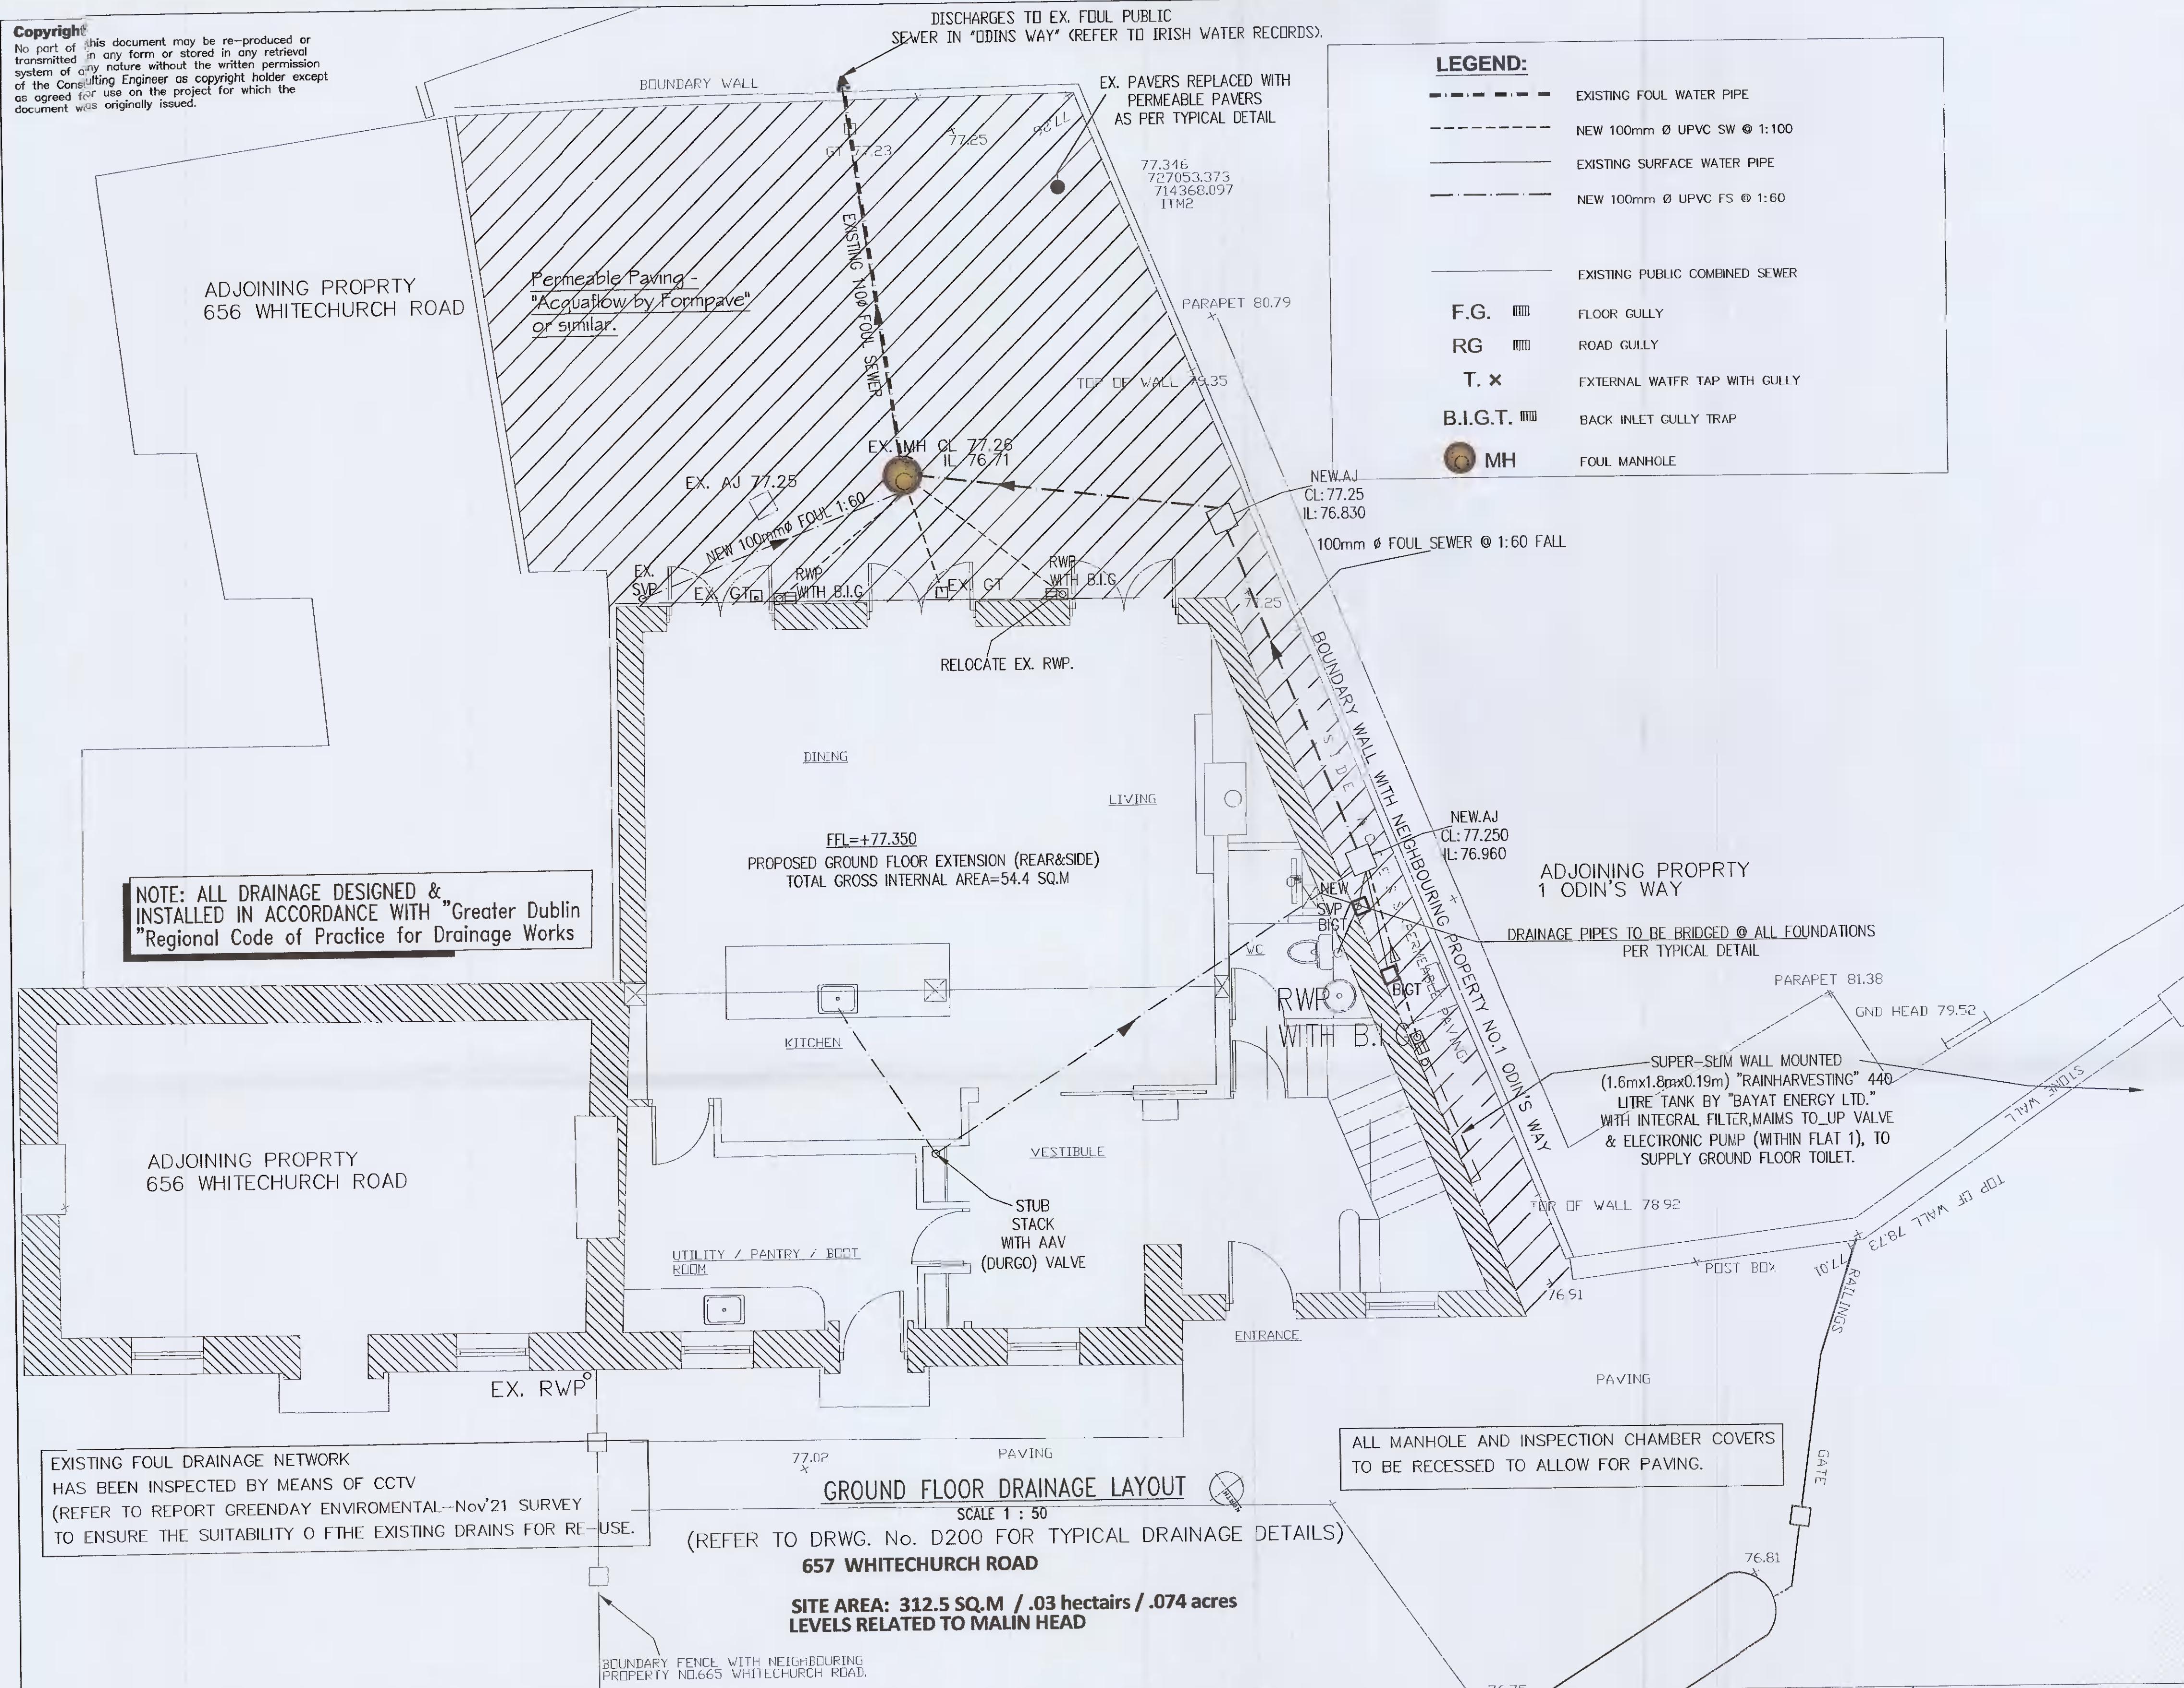 Copyright
No part of this document may be re-produced or
transmitted in any form or stored in any retrieval
system of any nature without the written permission
of the Consulting Engineer as copyright holder except
as agreed for use on the project for which the
document was originally issued.
DISCHARGES TO EX. FOUL PUBLIC
SEWER IN "ODINS WAY" (REFER TO IRISH WATER RECORDS).
BOUNDARY WALL
EX. PAVERS REPLACED WITH
PERMEABLE PAVERS
AS PER TYPICAL DETAIL
LEGEND:
EXISTING FOUL WATER PIPE
NEW 100mm Ø UPVC SW @ 1:100
EXISTING SURFACE WATER PIPE
NEW 100mm Ø UPVC FS @ 1:60
EXISTING PUBLIC COMBINED SEWER
F.G. FLOOR GULLY
RG ROAD GULLY
T. × EXTERNAL WATER TAP WITH GULLY
B.I.G.T. BACK INLET GULLY TRAP
MH FOUL MANHOLE
77.26
77.25
GT 77.23
77.346
727053.373
714368.097
ITM2
EXISTING 110Ø FOUL SEWER
ADJOINING PROPRTY
656 WHITECHURCH ROAD
Permeable Paving -
"Acquaflow by Formpave"
or similar.
PARAPET 80.79
TOP OF WALL 79.35
EX. MH CL 77.26
IL 76.71
EX. AJ 77.25
NEW 100mmØ FOUL 1:60
NEW.AJ
CL:77.25
IL:76.830
100mm Ø FOUL SEWER @ 1:60 FALL
EX.
SVP
EX. GT
RWP
WITH B.I.G
EX GT
RWP
WITH B.I.G
77.25
RELOCATE EX. RWP.
BOUNDARY WALL WITH NEIGHBOURING PROPERTY NO.1 ODIN'S WAY
DINING
LIVING
FFL=+77.350
PROPOSED GROUND FLOOR EXTENSION (REAR&SIDE)
TOTAL GROSS INTERNAL AREA=54.4 SQ.M
NEW.AJ
CL:77.250
IL:76.960
SIDE
PERMEABLE PAVING
ADJOINING PROPRTY
1 ODIN'S WAY
NOTE: ALL DRAINAGE DESIGNED &
INSTALLED IN ACCORDANCE WITH "Greater Dublin
"Regional Code of Practice for Drainage Works
NEW
SVP
BIGT
WC
DRAINAGE PIPES TO BE BRIDGED @ ALL FOUNDATIONS
PER TYPICAL DETAIL
BIGT
RWP
WITH B.I.G
PARAPET 81.38
GND HEAD 79.52
KITCHEN
SUPER-SLIM WALL MOUNTED
(1.6mx1.8mx0.19m) "RAINHARVESTING" 440
LITRE TANK BY "BAYAT ENERGY LTD."
WITH INTEGRAL FILTER,MAIMS TO_UP VALVE
& ELECTRONIC PUMP (WITHIN FLAT 1), TO
SUPPLY GROUND FLOOR TOILET.
STONE WALL
VESTIBULE
ADJOINING PROPRTY
656 WHITECHURCH ROAD
STUB
STACK
WITH AAV
(DURGO) VALVE
TOP OF WALL 78.92
TOP OF WALL 78.73
UTILITY / PANTRY / BOOT
ROOM
POST BOX
77.01
RAILINGS
76.91
ENTRANCE
PAVING
EX. RWP
EXISTING FOUL DRAINAGE NETWORK
HAS BEEN INSPECTED BY MEANS OF CCTV
(REFER TO REPORT GREENDAY ENVIROMENTAL-Nov'21 SURVEY
TO ENSURE THE SUITABILITY O FTHE EXISTING DRAINS FOR RE-USE.
77.02
PAVING
ALL MANHOLE AND INSPECTION CHAMBER COVERS
TO BE RECESSED TO ALLOW FOR PAVING.
GATE
GROUND FLOOR DRAINAGE LAYOUT
NORTH
SCALE 1 : 50
(REFER TO DRWG. No. D200 FOR TYPICAL DRAINAGE DETAILS)
657 WHITECHURCH ROAD
76.81
SITE AREA: 312.5 SQ.M / .03 hectairs / .074 acres
LEVELS RELATED TO MALIN HEAD
BOUNDARY FENCE WITH NEIGHBOURING
PROPERTY NO.665 WHITECHURCH ROAD.